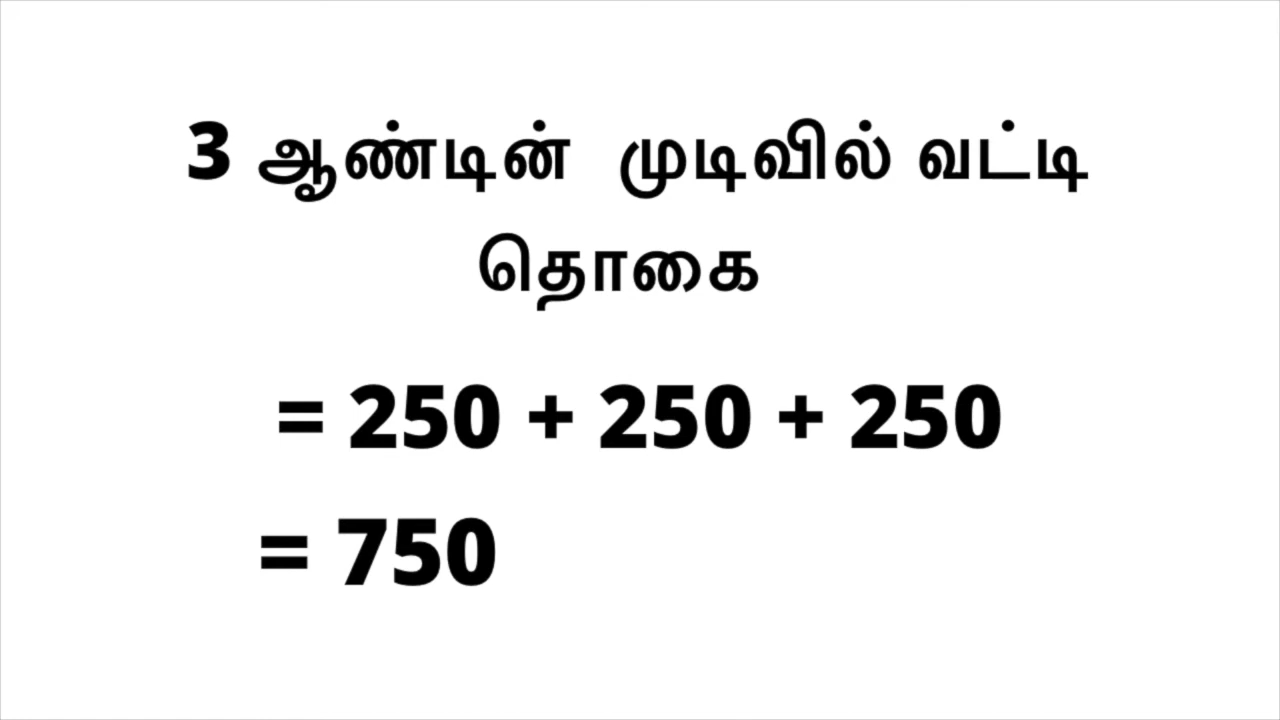 3 ஆண்டின் முடிவில் வட்டி
தொகை
= 250 + 250 + 250
= 750